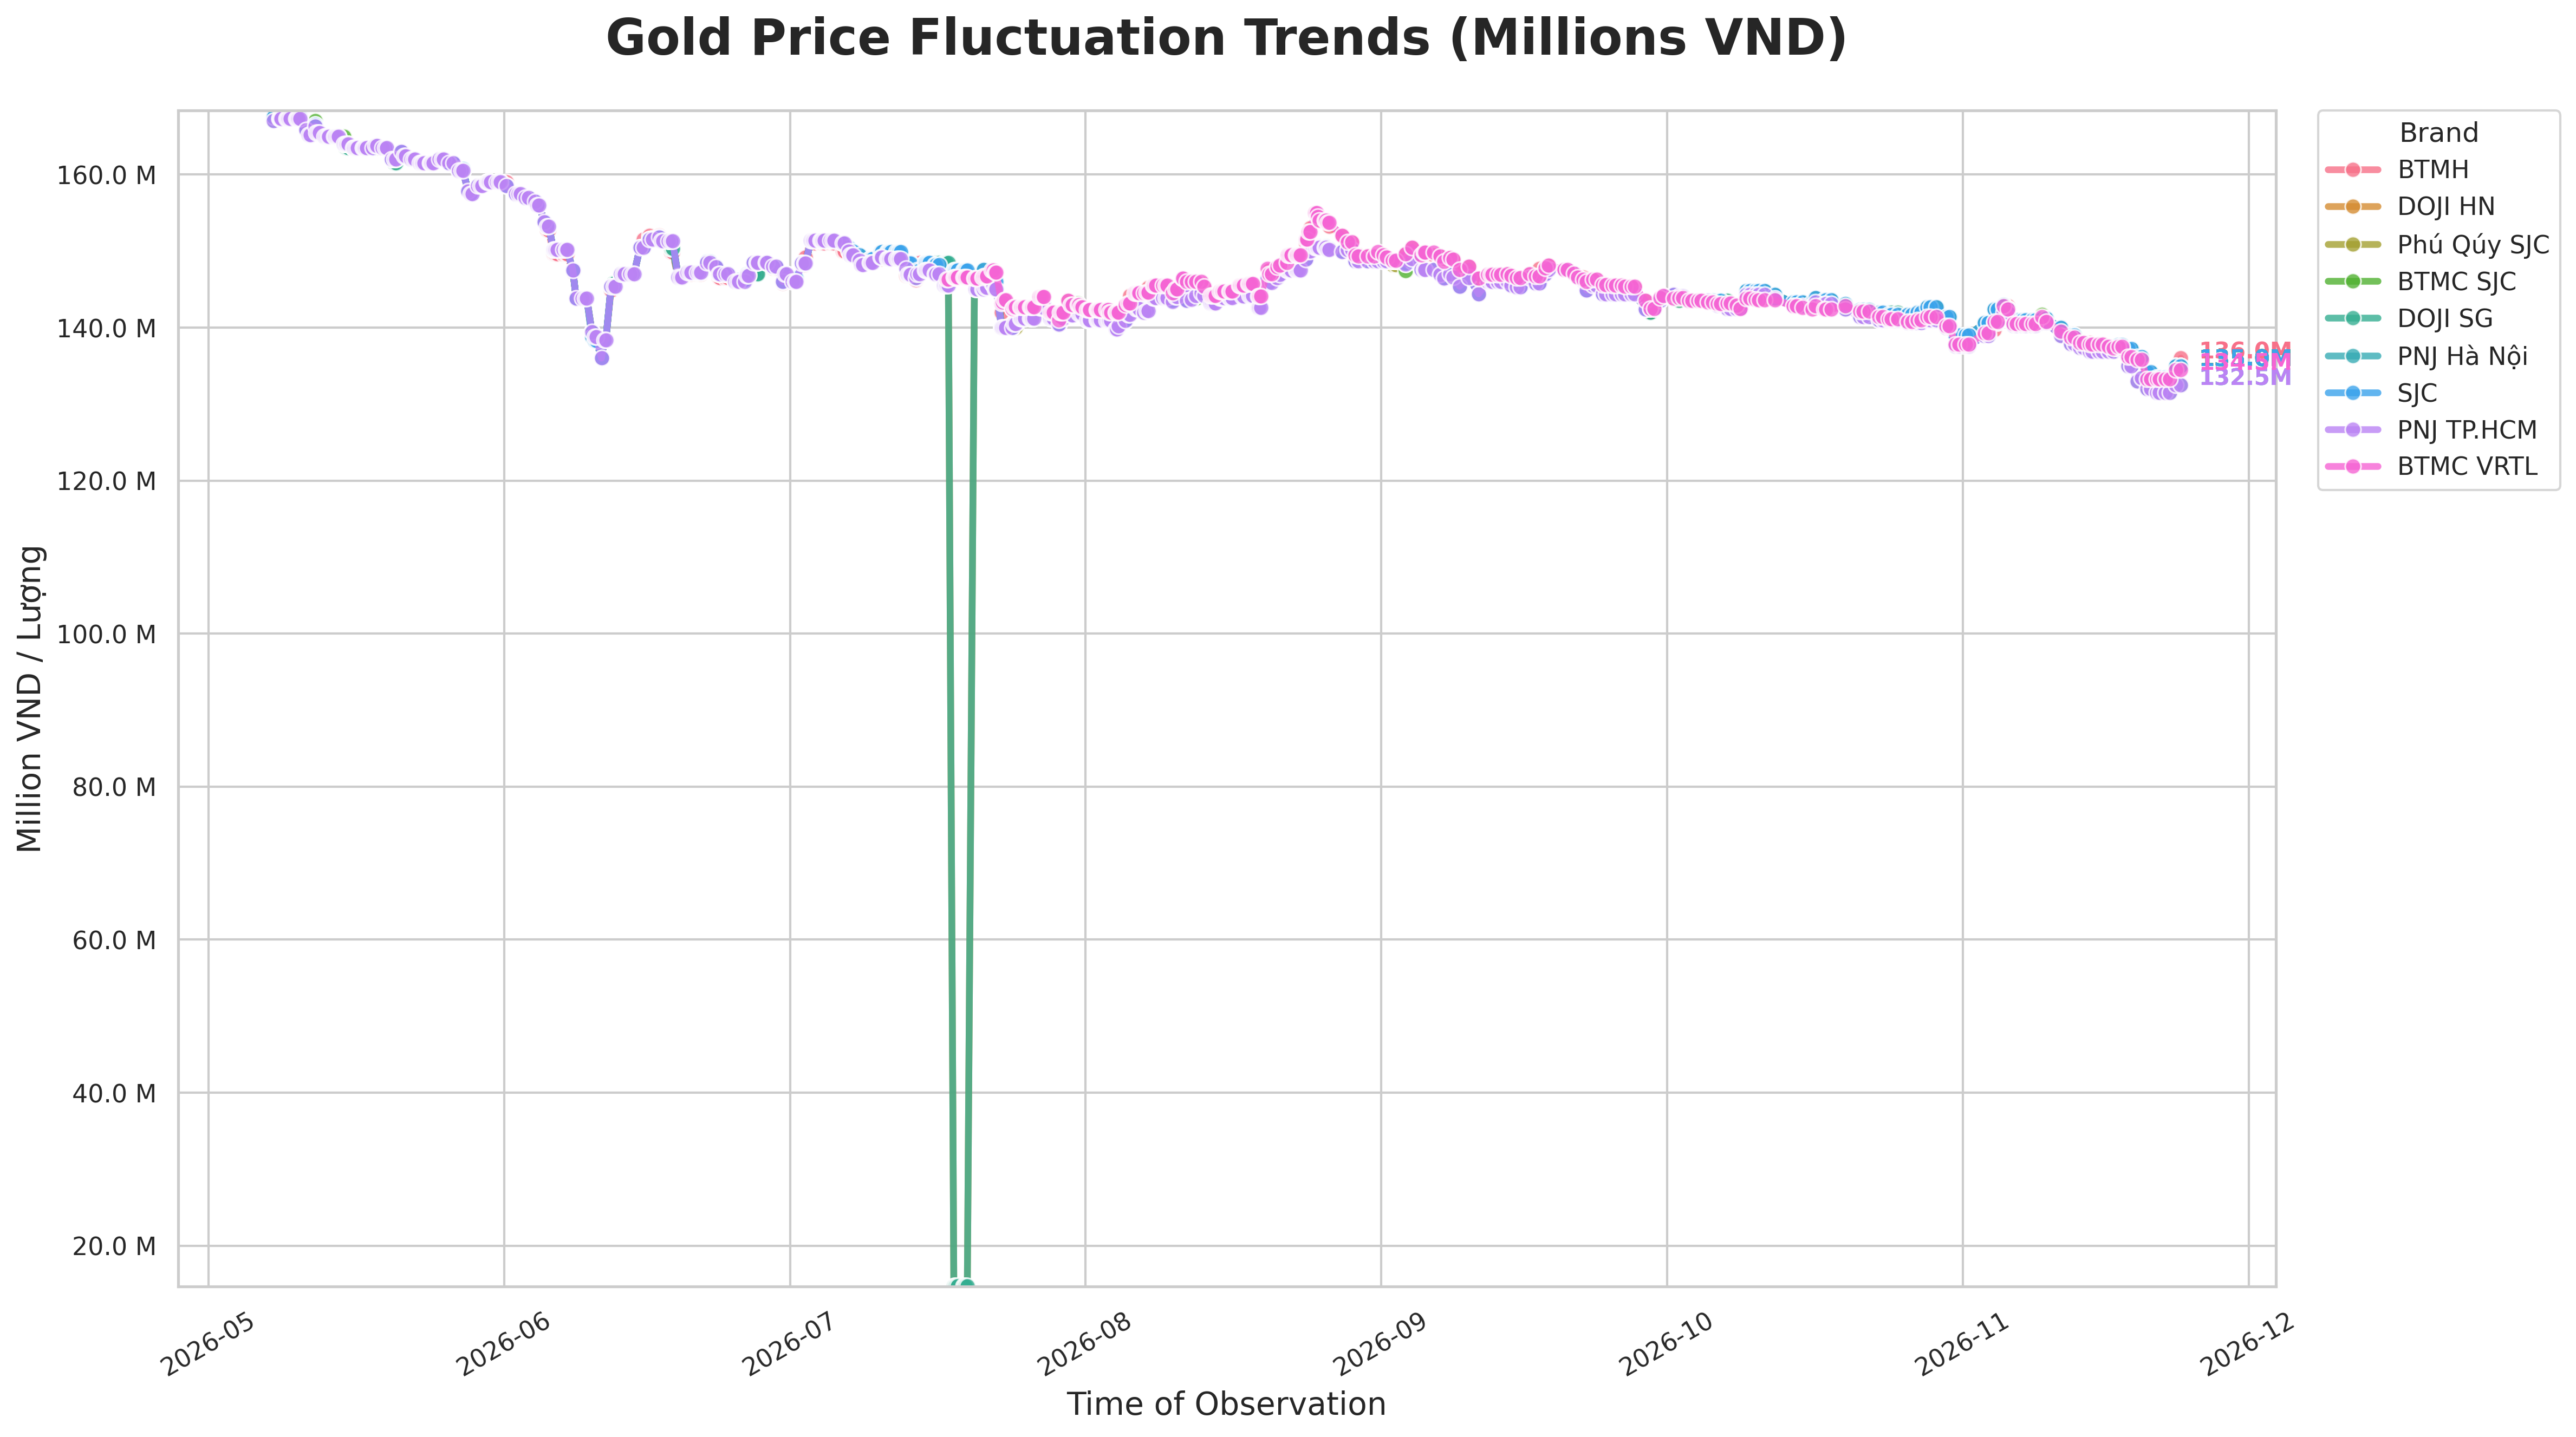 Gold Price Fluctuation Trends (Millions VND)
Million VND / Lượng
160.0 M
140.0 M
120.0 M
100.0 M
80.0 M
60.0 M
40.0 M
20.0 M
2026-05
2026-06
2026-07
2026-08
2026-09
2026-10
2026-11
2026-12
Time of Observation
136.0M
132.5M
Brand
BTMH
DOJI HN
Phú Qúy SJC
BTMC SJC
DOJI SG
PNJ Hà Nội
SJC
PNJ TP.HCM
BTMC VRTL